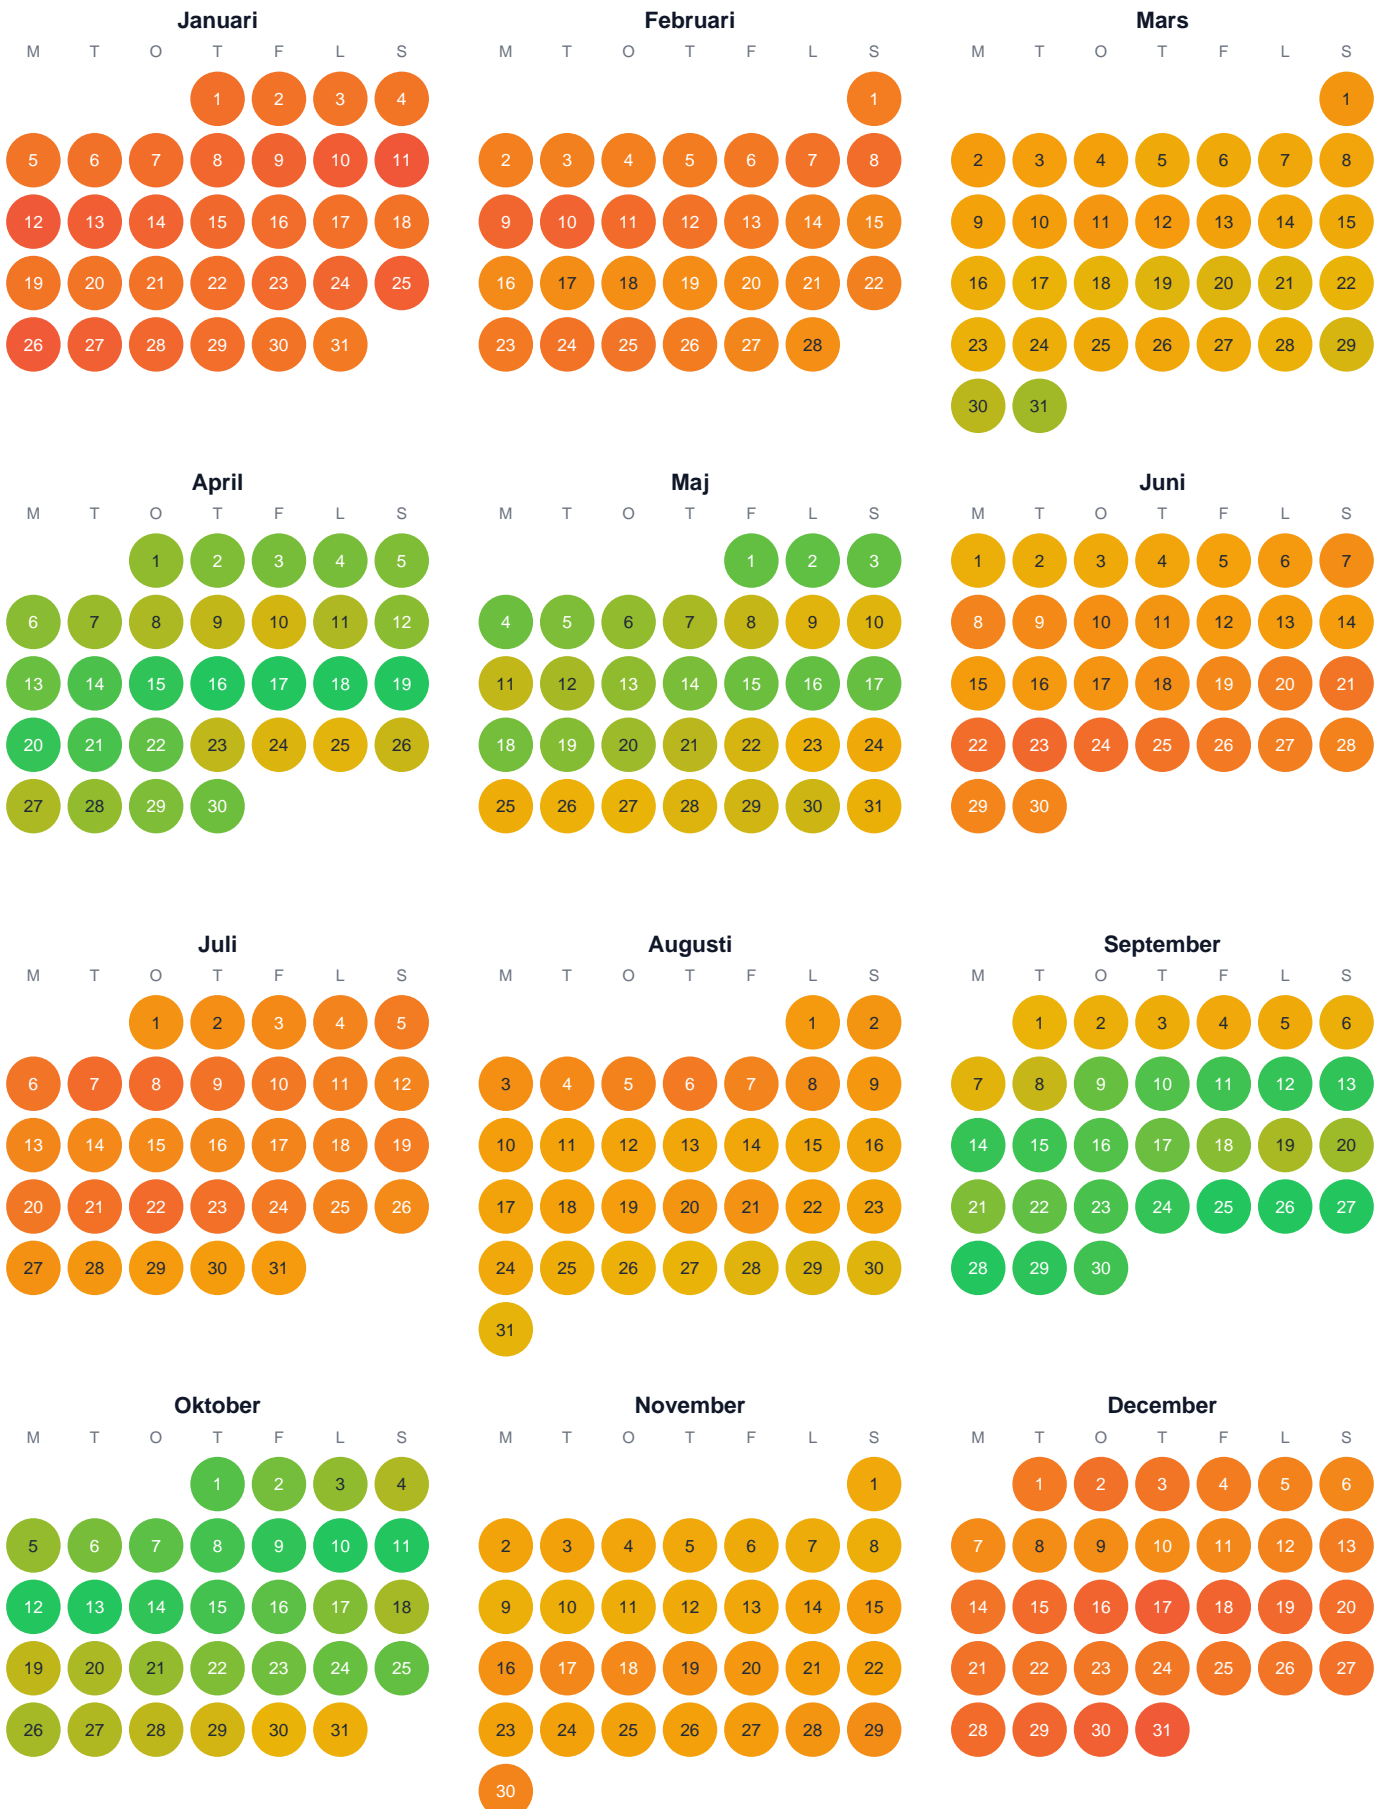 Januari Februari Mars
M T O T F L S M T O T F L S M T O T F L S
1 2 3 4 1 1
5 6 7 8 9 10 11 2 3 4 5 6 7 8 2 3 4 5 6 7 8
12 13 14 15 16 17 18 9 10 11 12 13 14 15 9 10 11 12 13 14 15
19 20 21 22 23 24 25 16 17 18 19 20 21 22 16 17 18 19 20 21 22
26 27 28 29 30 31 23 24 25 26 27 28 23 24 25 26 27 28 29
30 31
April Maj Juni
M T O T F L S M T O T F L S M T O T F L S
1 2 3 4 5 1 2 3 1 2 3 4 5 6 7
6 7 8 9 10 11 12 4 5 6 7 8 9 10 8 9 10 11 12 13 14
13 14 15 16 17 18 19 11 12 13 14 15 16 17 15 16 17 18 19 20 21
20 21 22 23 24 25 26 18 19 20 21 22 23 24 22 23 24 25 26 27 28
27 28 29 30 25 26 27 28 29 30 31 29 30
Juli Augusti September
M T O T F L S M T O T F L S M T O T F L S
1 2 3 4 5 1 2 1 2 3 4 5 6
6 7 8 9 10 11 12 3 4 5 6 7 8 9 7 8 9 10 11 12 13
13 14 15 16 17 18 19 10 11 12 13 14 15 16 14 15 16 17 18 19 20
20 21 22 23 24 25 26 17 18 19 20 21 22 23 21 22 23 24 25 26 27
27 28 29 30 31 24 25 26 27 28 29 30 28 29 30
31
Oktober November December
M T O T F L S M T O T F L S M T O T F L S
1 2 3 4 1 1 2 3 4 5 6
5 6 7 8 9 10 11 2 3 4 5 6 7 8 7 8 9 10 11 12 13
12 13 14 15 16 17 18 9 10 11 12 13 14 15 14 15 16 17 18 19 20
19 20 21 22 23 24 25 16 17 18 19 20 21 22 21 22 23 24 25 26 27
26 27 28 29 30 31 23 24 25 26 27 28 29 28 29 30 31
30